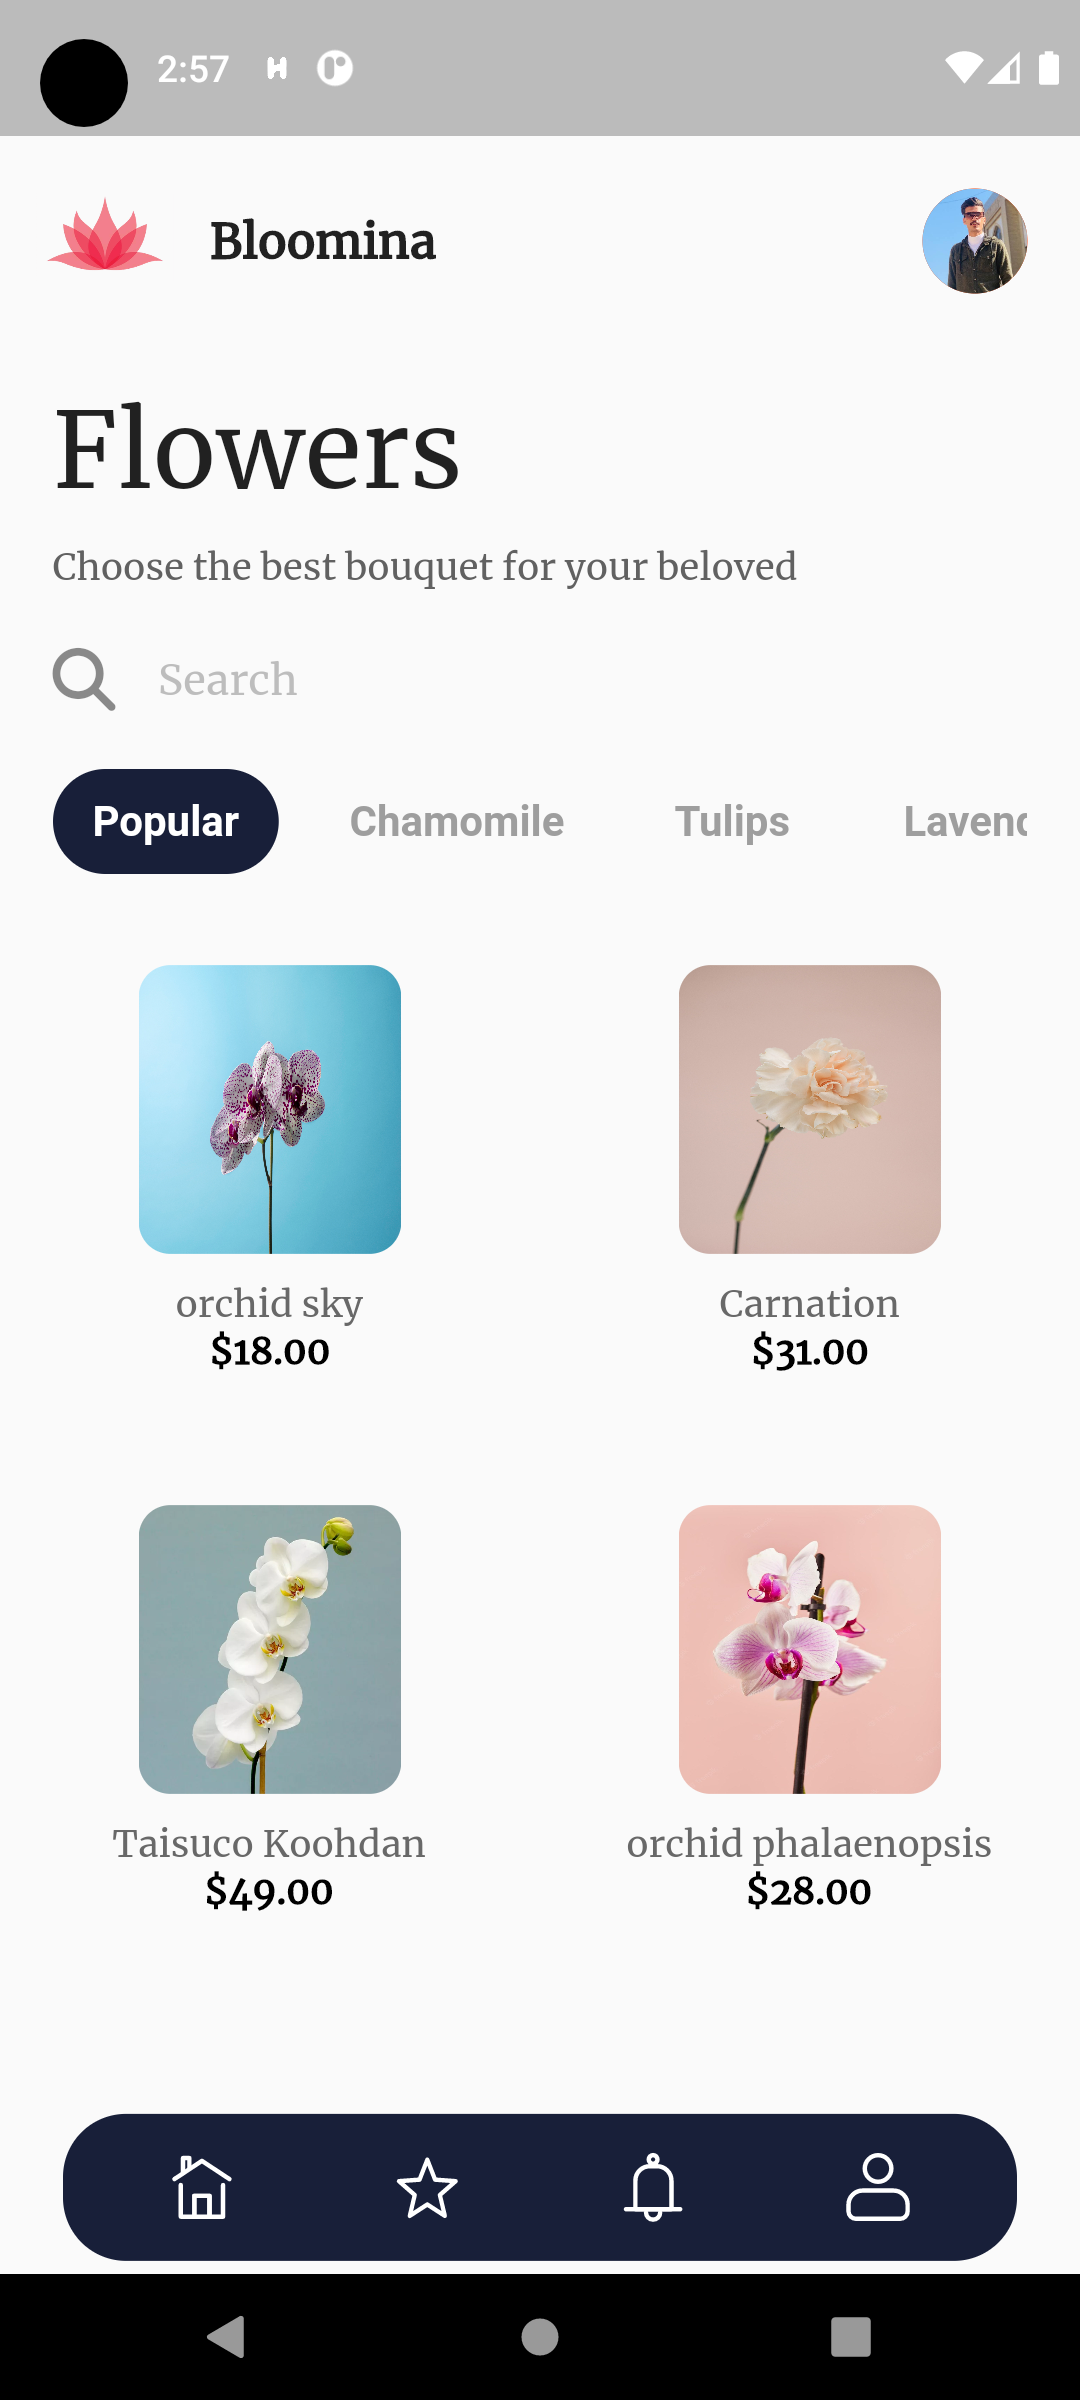 2:57
Bloomina
Flowers
Choose the best bouquet for your beloved
Search
Popular Chamomile Tulips Lavend
orchid sky Carnation
$18.00 $31.00
Taisuco Koohdan orchid phalaenopsis
$49.00 $28.00